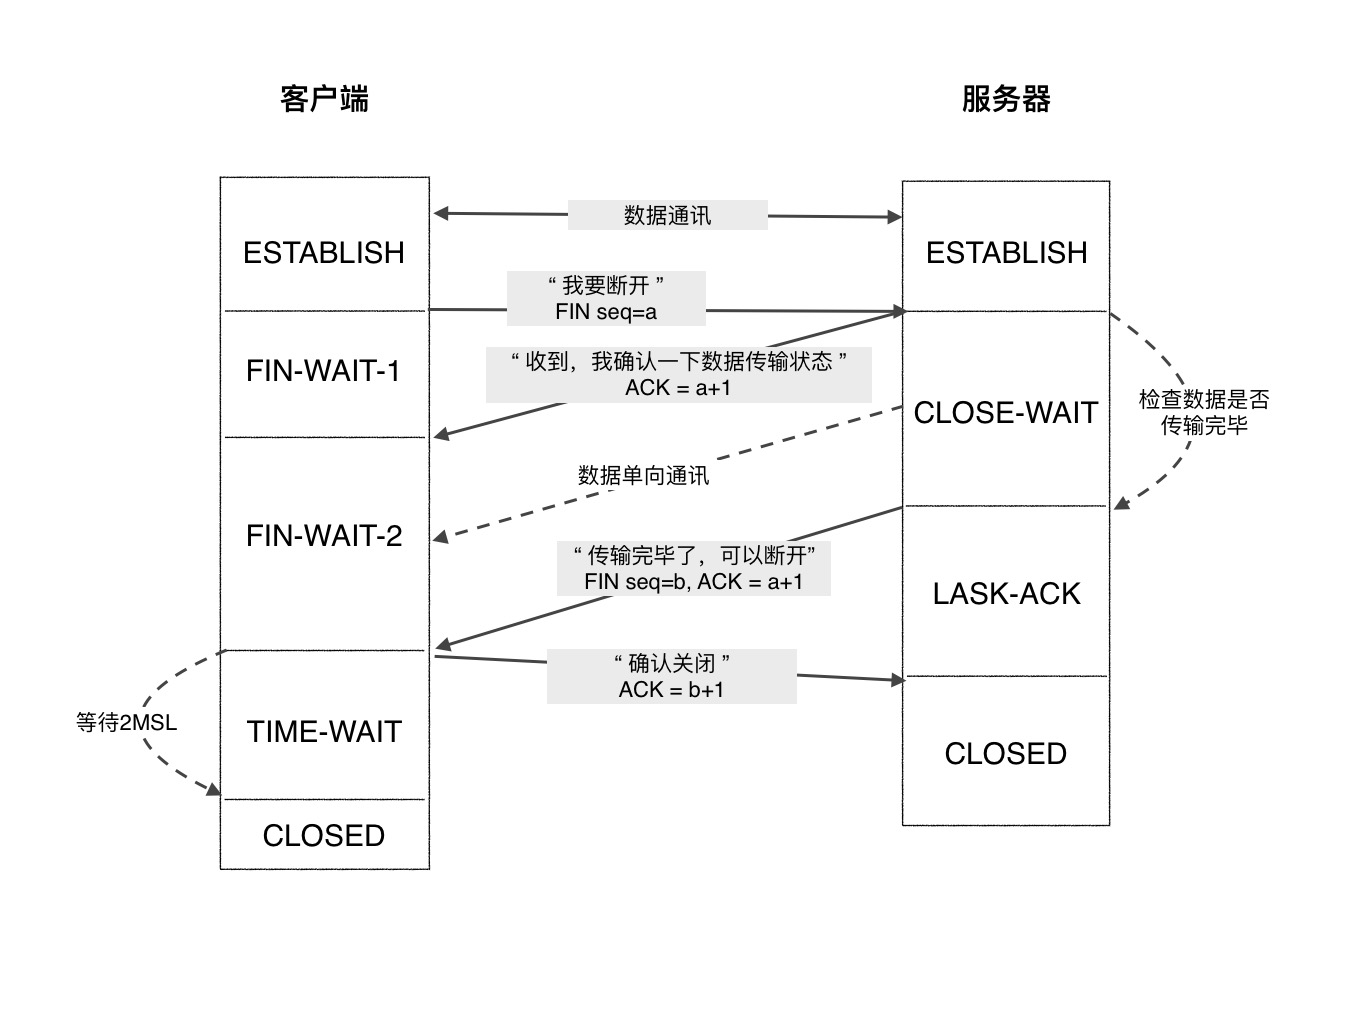 客户端
服务器
数据通讯
ESTABLISH
ESTABLISH
“ 我要断开 ”
FIN seq=a
FIN-WAIT-1
“ 收到，我确认一下数据传输状态 ”
ACK = a+1
CLOSE-WAIT
检查数据是否
传输完毕
数据单向通讯
FIN-WAIT-2
“ 传输完毕了，可以断开”
FIN seq=b, ACK = a+1
LASK-ACK
“ 确认关闭 ”
ACK = b+1
等待2MSL
TIME-WAIT
CLOSED
CLOSED